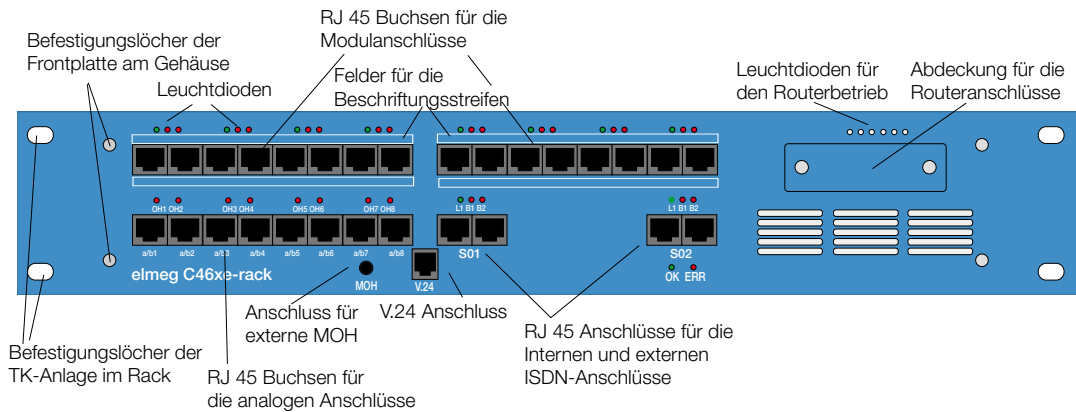 RJ 45 Buchsen für die
Modulanschlüsse
Befestigungslöcher der
Frontplatte am Gehäuse
Leuchtdioden
Felder für die
Beschriftungsstreifen
Leuchtdioden für
den Routerbetrieb
Abdeckung für die
Routeranschlüsse
OH1 OH2
OH3 OH4
OH5 OH6
OH7 OH8
L1 B1 B2
L1 B1 B2
a/b1
a/b2
a/b3
a/b4
a/b5
a/b6
a/b7
a/b8
S01
S02
elmeg C46xe-rack
MOH
V.24
OK ERR
Anschluss für
externe MOH
V.24 Anschluss
RJ 45 Anschlüsse für die
Internen und externen
ISDN-Anschlüsse
Befestigungslöcher der
TK-Anlage im Rack
RJ 45 Buchsen für
die analogen Anschlüsse